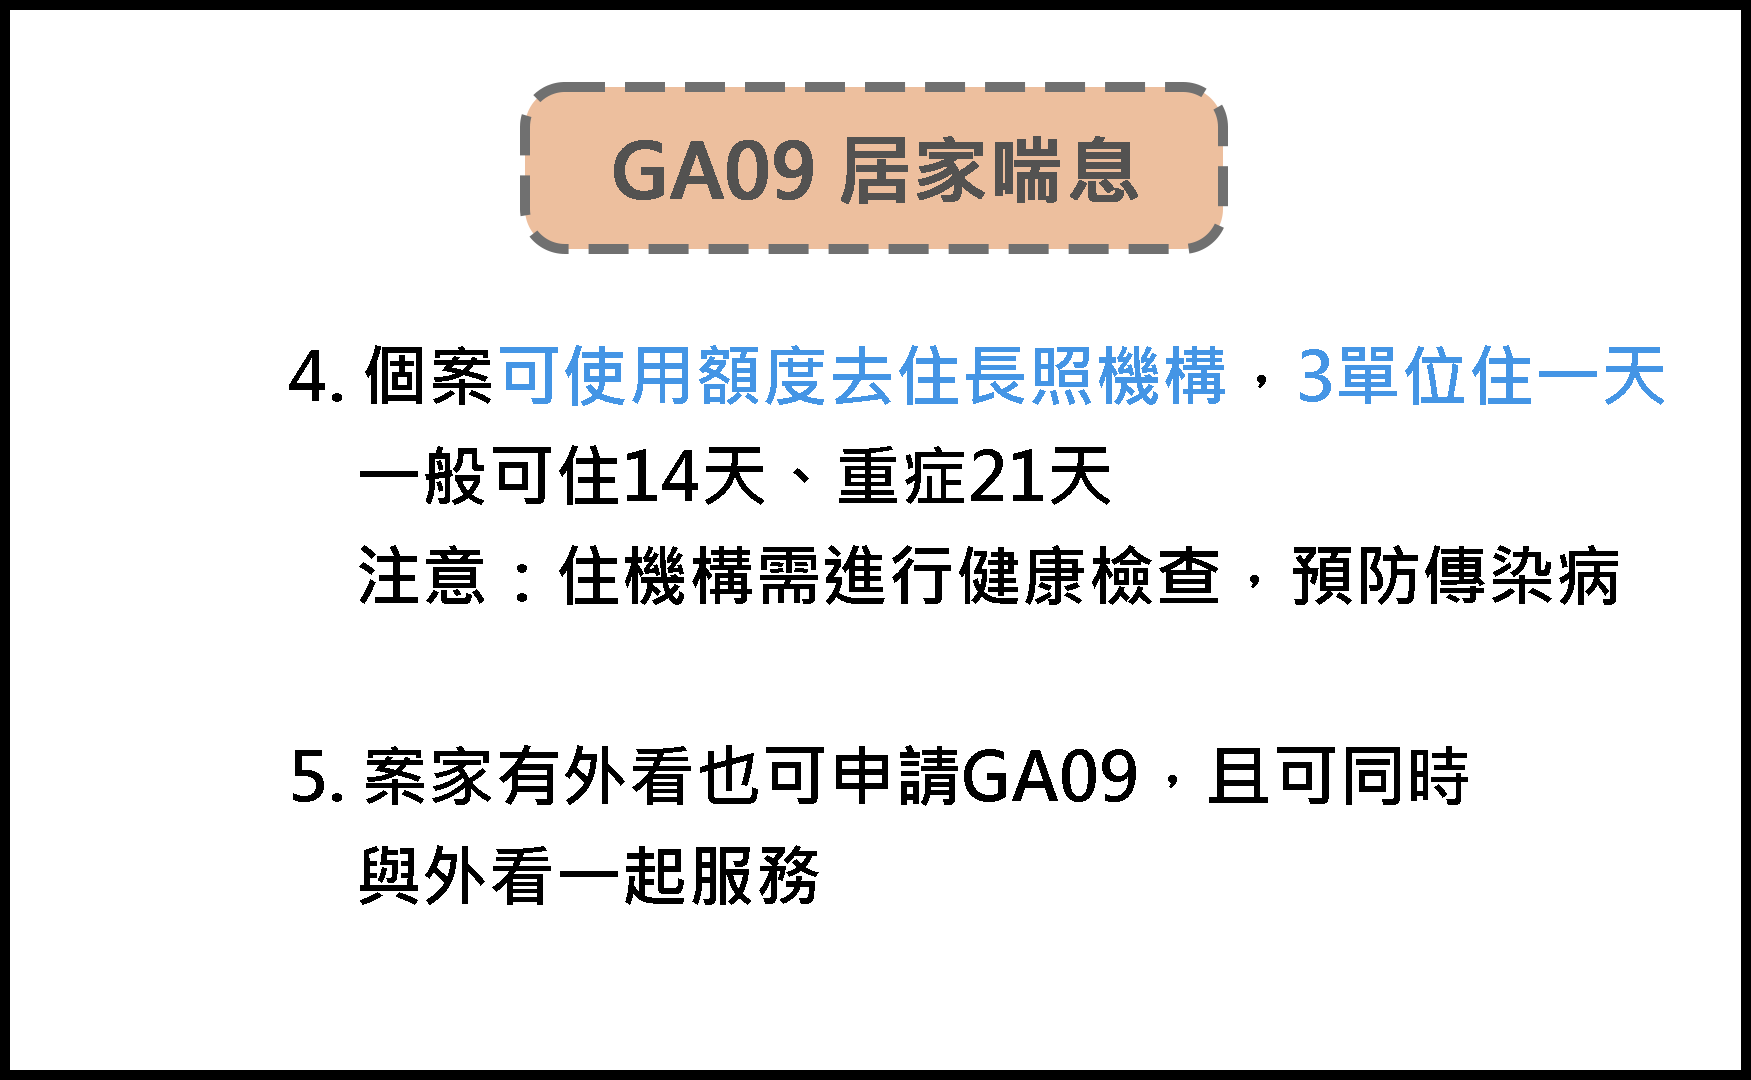 GA09 居家喘息
4. 個案可使用額度去住長照機構，3單位住一天
一般可住14天、重症21天
注意：住機構需進行健康檢查，預防傳染病
5. 案家有外看也可申請GA09，且可同時
與外看一起服務